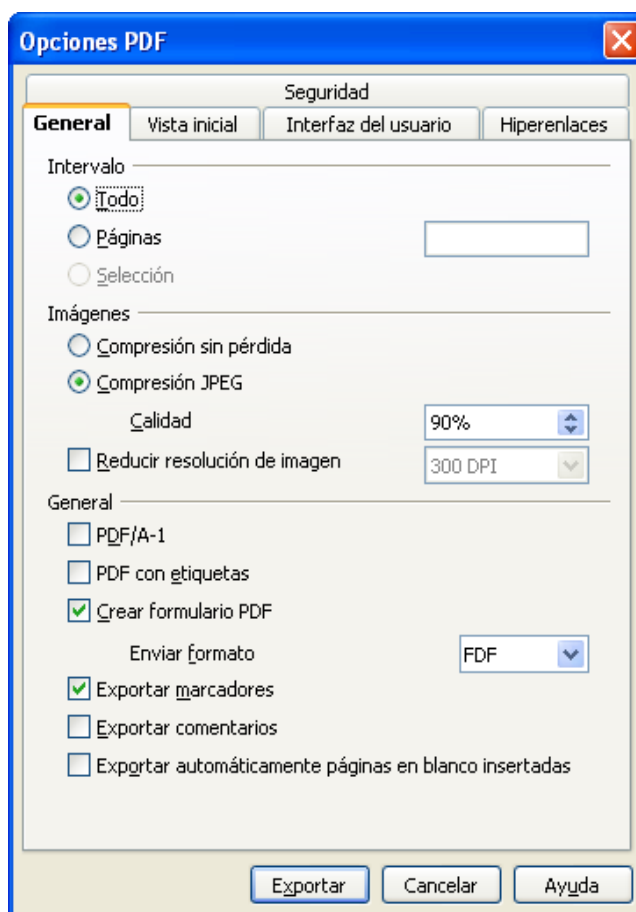 Opciones PDF
Seguridad
General Vista inicial Interfaz del usuario Hiperenlaces
Intervalo
Todo
Páginas
Selección
Imágenes
Compresión sin pérdida
Compresión JPEG
Calidad 90%
Reducir resolución de imagen 300 DPI
General
PDF/A-1
PDF con etiquetas
Crear formulario PDF
Enviar formato FDF
Exportar marcadores
Exportar comentarios
Exportar automáticamente páginas en blanco insertadas
Exportar Cancelar Ayuda